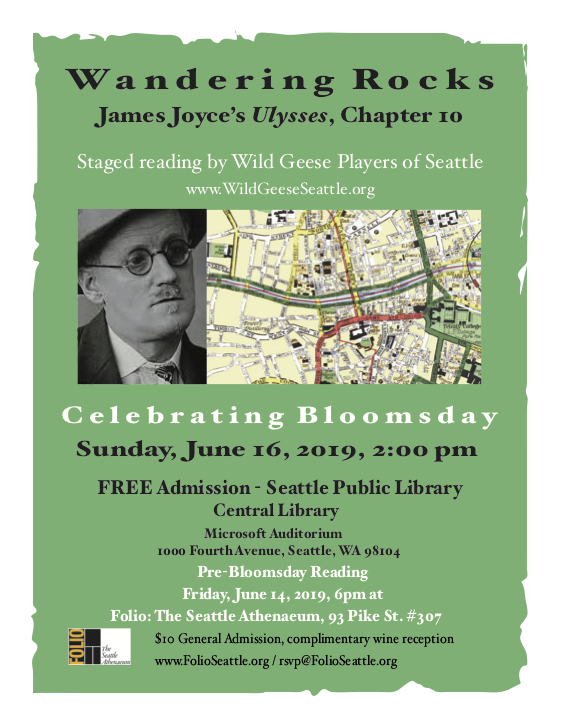 Wandering Rocks
James Joyce's Ulysses, Chapter 10
Staged reading by Wild Geese Players of Seattle
www.WildGeeseSeattle.org
Trinity College
Celebrating Bloomsday
Sunday, June 16, 2019, 2:00 pm
FREE Admission - Seattle Public Library
Central Library
Microsoft Auditorium
1000 FourthAvenue, Seattle, WA 98104
Pre-Bloomsday Reading
Friday, June 14, 2019, 6pm at
Folio: The Seattle Athenaeum, 93 Pike St. #307
FOLIO
The
Seattle
Athenaeum
$10 General Admission, complimentary wine reception
www.FolioSeattle.org / rsvp@FolioSeattle.org